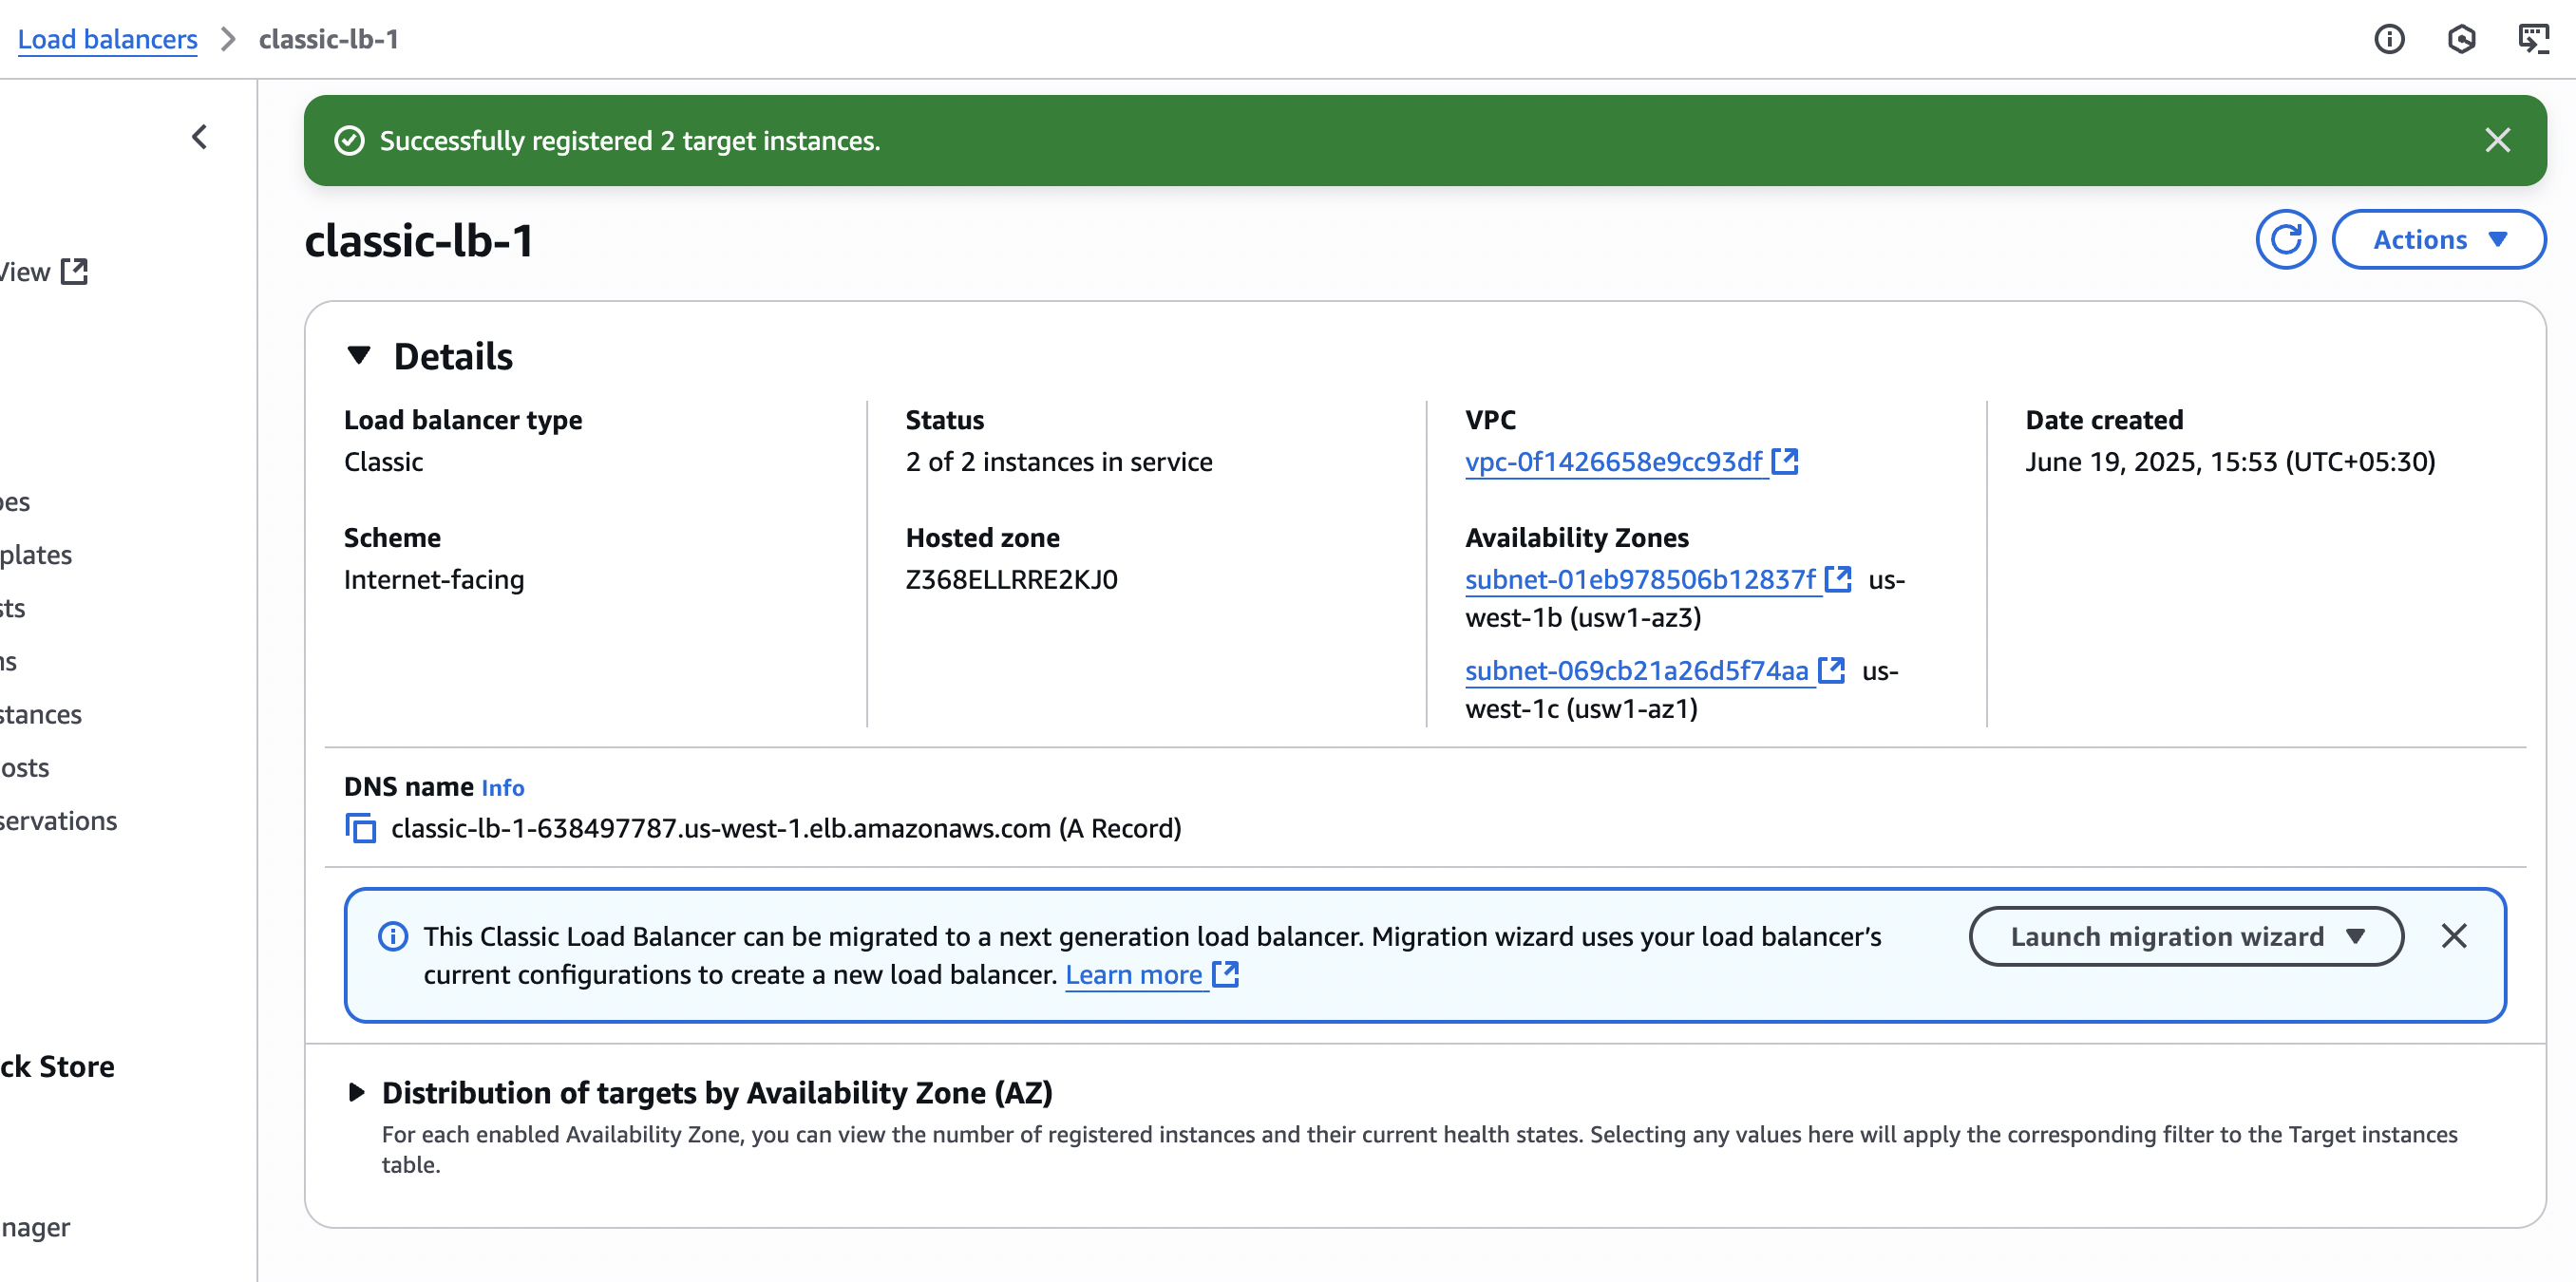 Load balancers > classic-lb-1
Successfully registered 2 target instances.
classic-lb-1
Actions
View
pes
plates
sts
ns
stances
osts
servations
ck Store
nager
Details
Load balancer type
Classic
Scheme
Internet-facing
Status
2 of 2 instances in service
Hosted zone
Z368ELLRRE2KJ0
VPC
vpc-0f1426658e9cc93df
Availability Zones
subnet-01eb978506b12837f us-
west-1b (usw1-az3)
subnet-069cb21a26d5f74aa us-
west-1c (usw1-az1)
Date created
June 19, 2025, 15:53 (UTC+05:30)
DNS name Info
classic-lb-1-638497787.us-west-1.elb.amazonaws.com (A Record)
This Classic Load Balancer can be migrated to a next generation load balancer. Migration wizard uses your load balancer’s
current configurations to create a new load balancer. Learn more
Launch migration wizard
Distribution of targets by Availability Zone (AZ)
For each enabled Availability Zone, you can view the number of registered instances and their current health states. Selecting any values here will apply the corresponding filter to the Target instances
table.